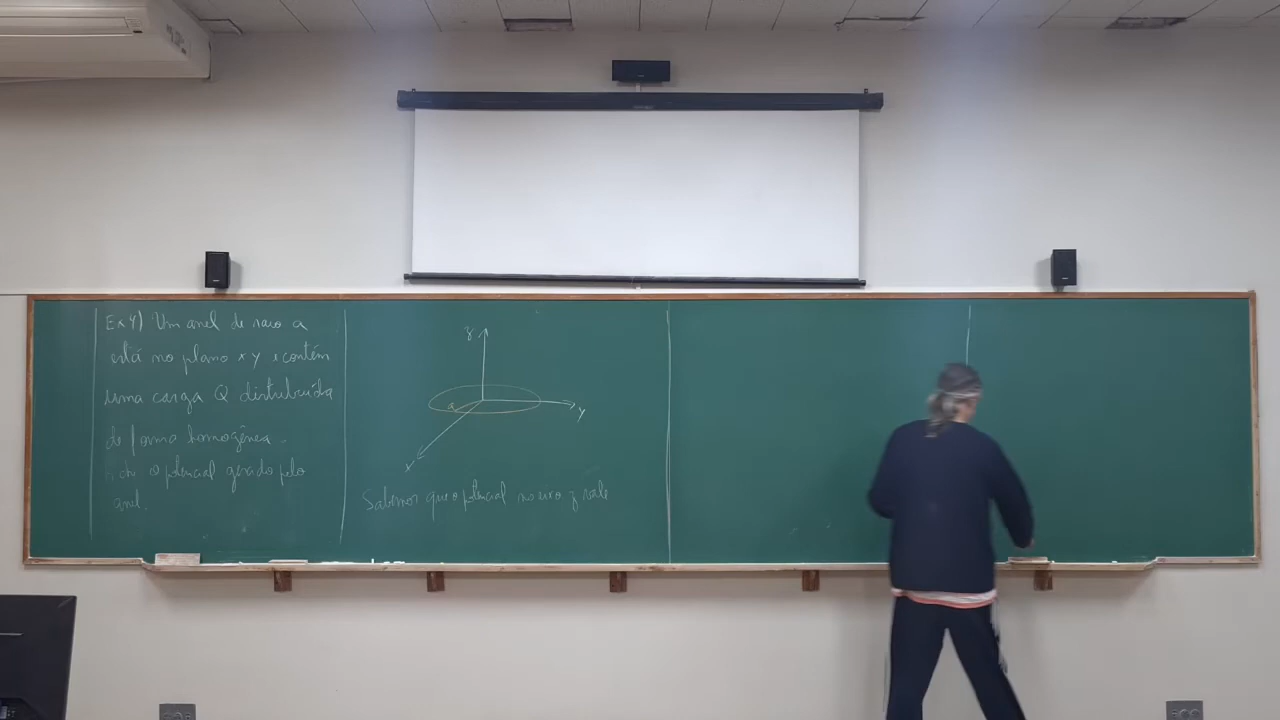 Ex 4) Um anel de raio a
está no plano x y e contém
uma carga Q distribuída
de forma homogênea.
o potencial gerado pelo
anel.
z
a
y
x
Sabemos que o potencial no eixo z vale